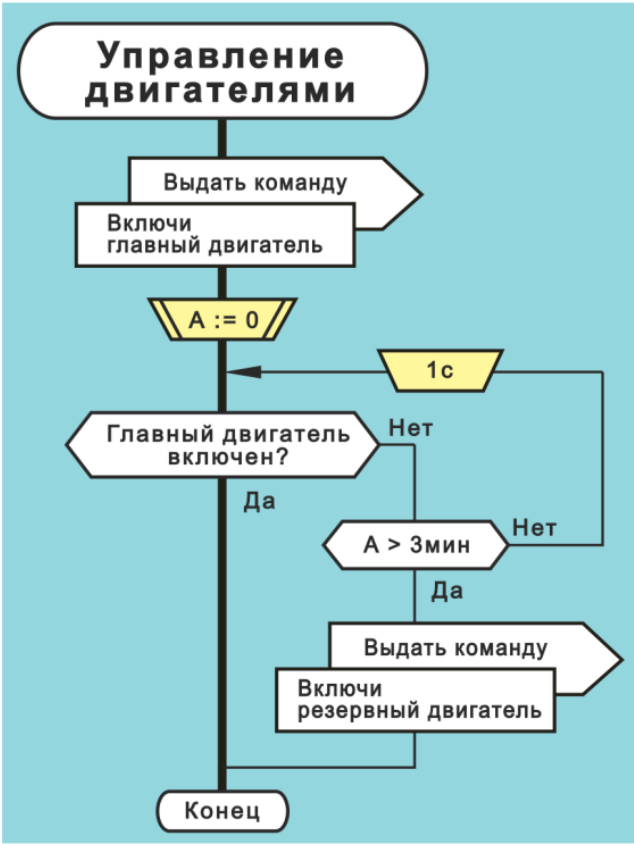 Управление
двигателями
Выдать команду
Включи
главный двигатель
А := 0
1с
Главный двигатель
включен?
Нет
Да
А > 3мин
Нет
Да
Выдать команду
Включи
резервный двигатель
Конец